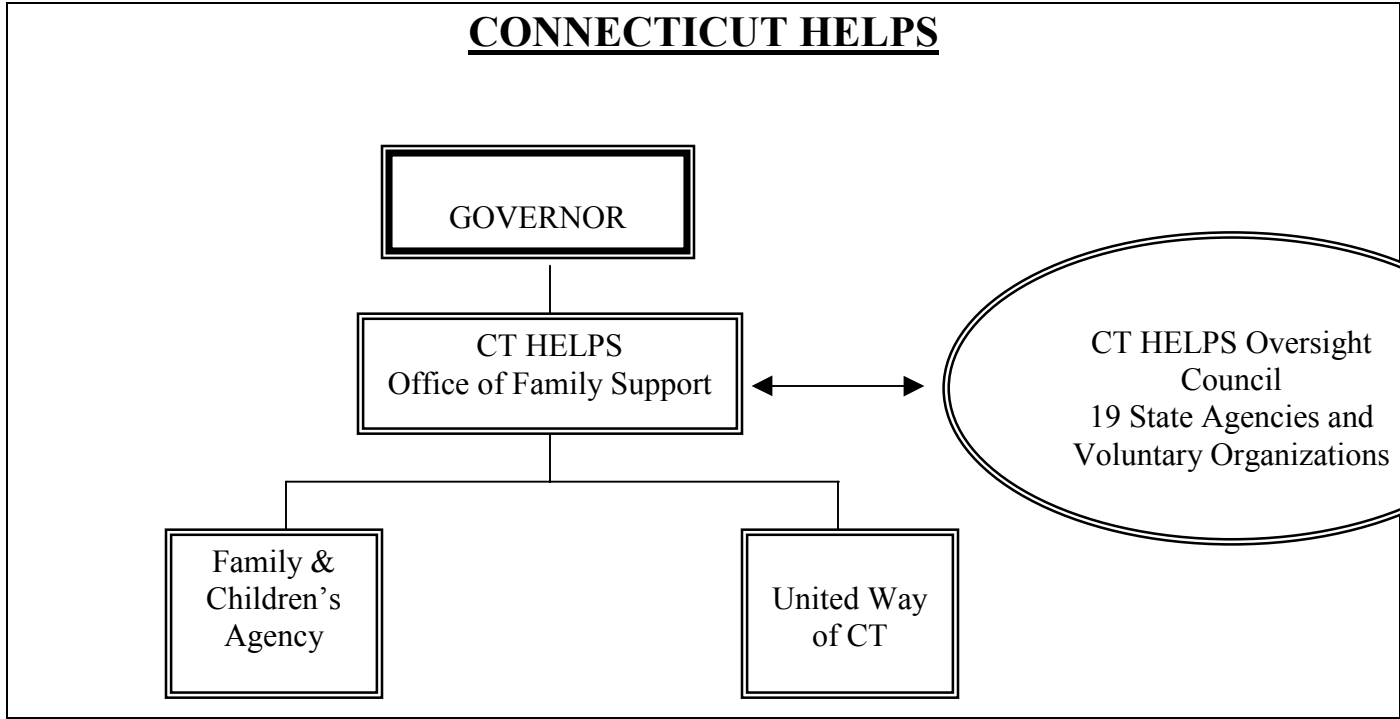 CONNECTICUT HELPS
GOVERNOR
CT HELPS
Office of Family Support
CT HELPS Oversight
Council
19 State Agencies and
Voluntary Organizations
Family &
Children’s
Agency
United Way
of CT